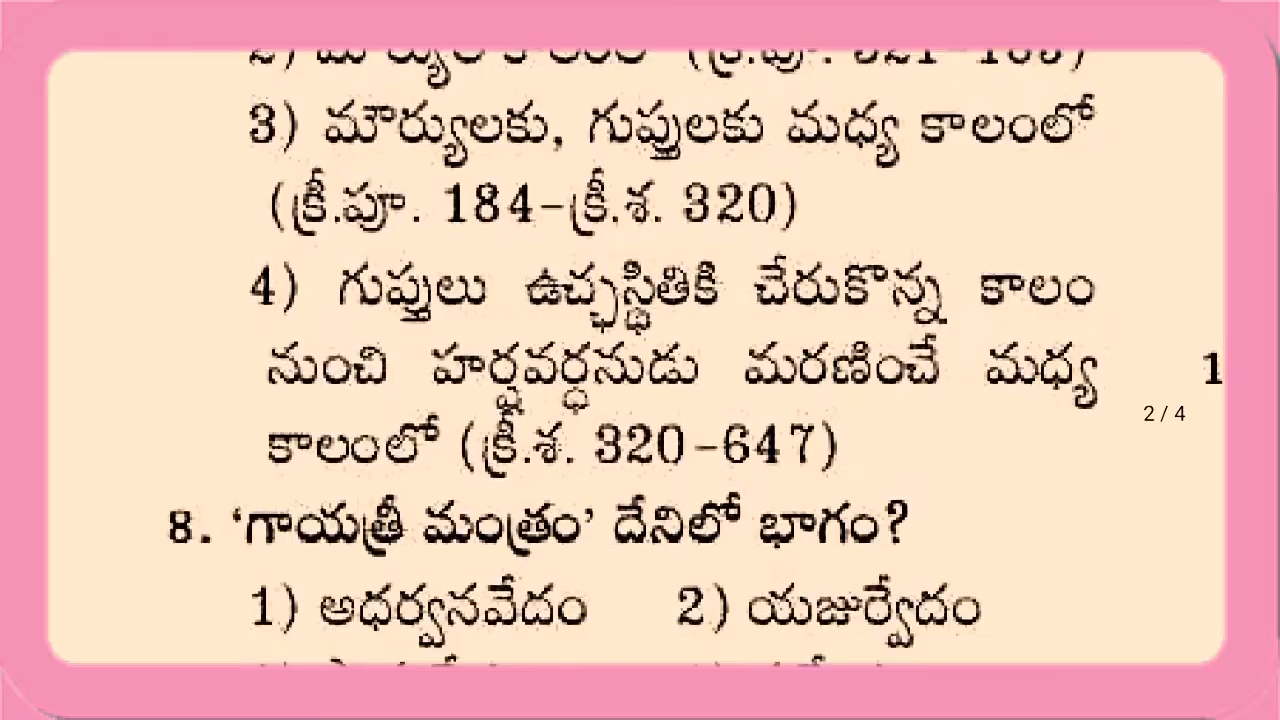 3) మౌర్యులకు, గుప్తులకు మధ్య కాలంలో
(క్రీ.పూ. 184-క్రీ.శ. 320)
4) గుప్తులు ఉచ్ఛస్థితికి చేరుకొన్న కాలం
నుంచి హర్షవర్ధనుడు మరణించే మధ్య 1
2 / 4
కాలంలో (క్రీ.శ. 320-647)
8. ‘గాయత్రీ మంత్రం’ దేనిలో భాగం?
1) అధర్వనవేదం 2) యజుర్వేదం